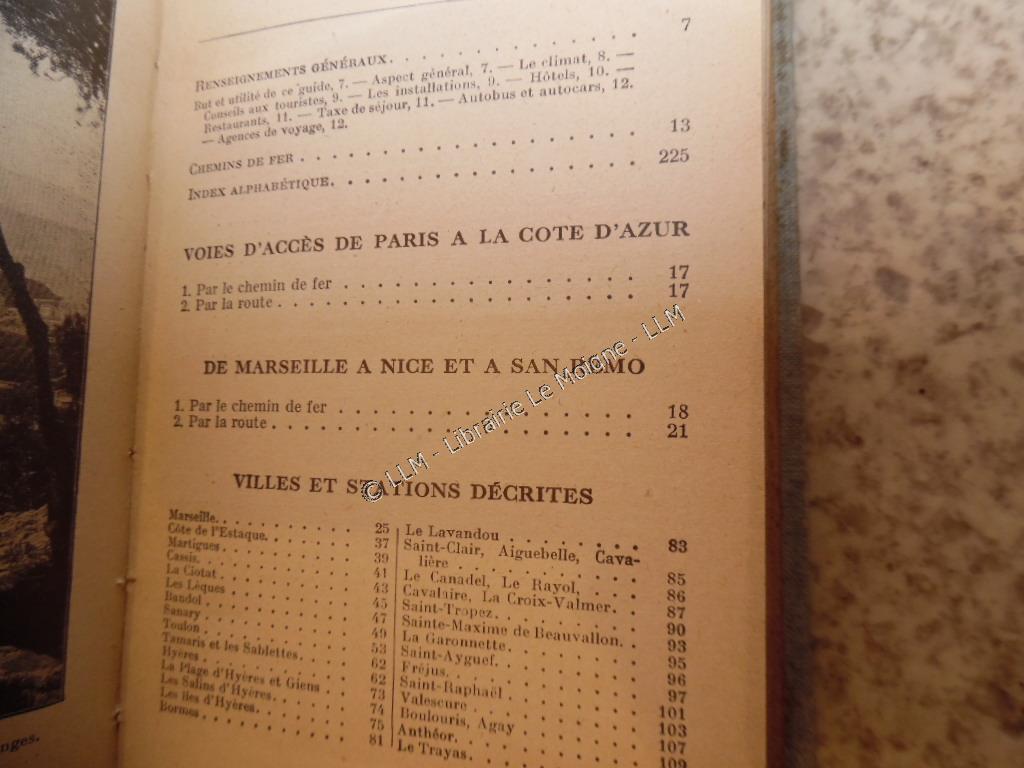 7
RENSEIGNEMENTS GÉNÉRAUX
But et utilité de ce guide, 7. — Aspect général, 7. — Le climat, 8. —
Conseils aux touristes, 9. — Les installations, 9. — Hôtels, 10. —
Restaurants, 11. — Taxe de séjour, 11. — Autobus et autocars, 12.
— Agences de voyage, 12.
CHEMINS DE FER 13
INDEX ALPHABÉTIQUE 225
VOIES D'ACCÈS DE PARIS A LA COTE D'AZUR
1. Par le chemin de fer 17
2. Par la route 17
DE MARSEILLE A NICE ET A SAN REMO
1. Par le chemin de fer 18
2. Par la route 21
© LLM - Librairie Le Moigne - LLM
VILLES ET STATIONS DÉCRITES
Marseille 25
Côte de l'Estaque 37
Martigues 39
Cassis 41
La Ciotat 43
Les Lèques 45
Bandol 47
Sanary 49
Toulon 53
Tamaris et les Sablettes 62
Hyères 62
La Plage d'Hyères et Giens 73
Les Salins d'Hyères 74
Les Iles d'Hyères 75
Bormes 81
Le Lavandou 83
Saint-Clair, Aiguebelle, Cava-
lière 85
Le Canadel, Le Rayol 86
Cavalaire, La Croix-Valmer 87
Saint-Tropez 90
Sainte-Maxime de Beauvallon 93
La Garonnette 95
Saint-Ayguef 96
Fréjus 97
Saint-Raphaël 101
Valescure 103
Boulouris, Agay 107
Anthéor 109
Le Trayas
nges.